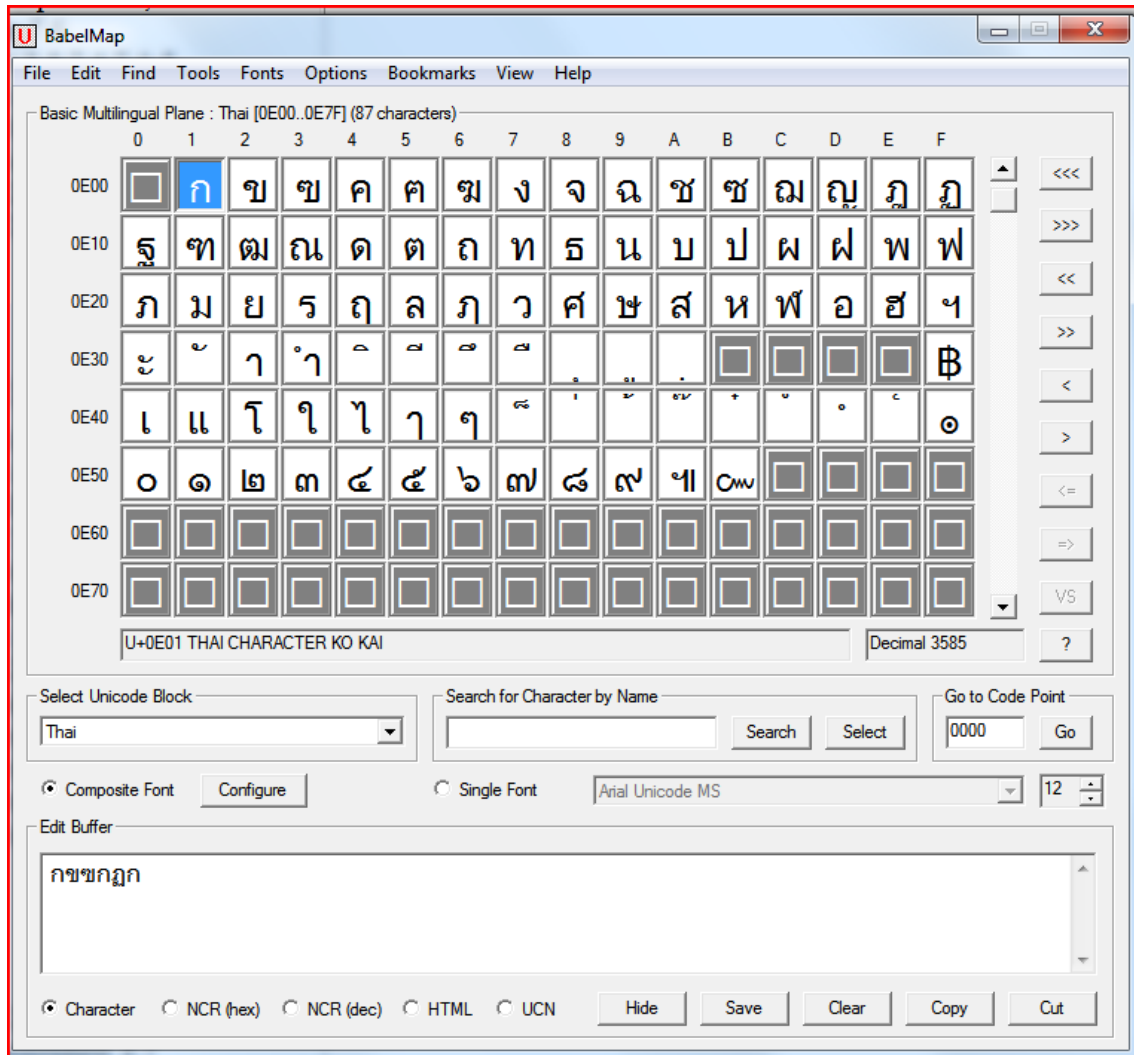 U BabelMap
File Edit Find Tools Fonts Options Bookmarks View Help
Basic Multilingual Plane : Thai [0E00..0E7F] (87 characters)
0 1 2 3 4 5 6 7 8 9 A B C D E F
0E00 ก ข ฃ ค ฅ ฆ ง จ ฉ ช ซ ฌ ญ ฎ ฏ <<<
0E10 ฐ ฑ ฒ ณ ด ต ถ ท ธ น บ ป ผ ฝ พ ฟ >>>
0E20 ภ ม ย ร ฤ ล ฦ ว ศ ษ ส ห ฬ อ ฮ ฯ <<
0E30 ะ ั า ำ ิ ี ึ ื ุ ู ฺ ฿ >>
<
0E40 เ แ โ ใ ไ ๅ ๆ ็ ่ ้ ๊ ๋ ์ ํ ๎ ๏ >
0E50 ๐ ๑ ๒ ๓ ๔ ๕ ๖ ๗ ๘ ๙ ๚ ๛ <=
0E60 =>
0E70 VS
U+0E01 THAI CHARACTER KO KAI Decimal 3585 ?
Select Unicode Block Search for Character by Name Go to Code Point
Thai Search Select 0000 Go
Composite Font Configure Single Font Arial Unicode MS 12
Edit Buffer
กขฃกฏก
Character NCR (hex) NCR (dec) HTML UCN Hide Save Clear Copy Cut